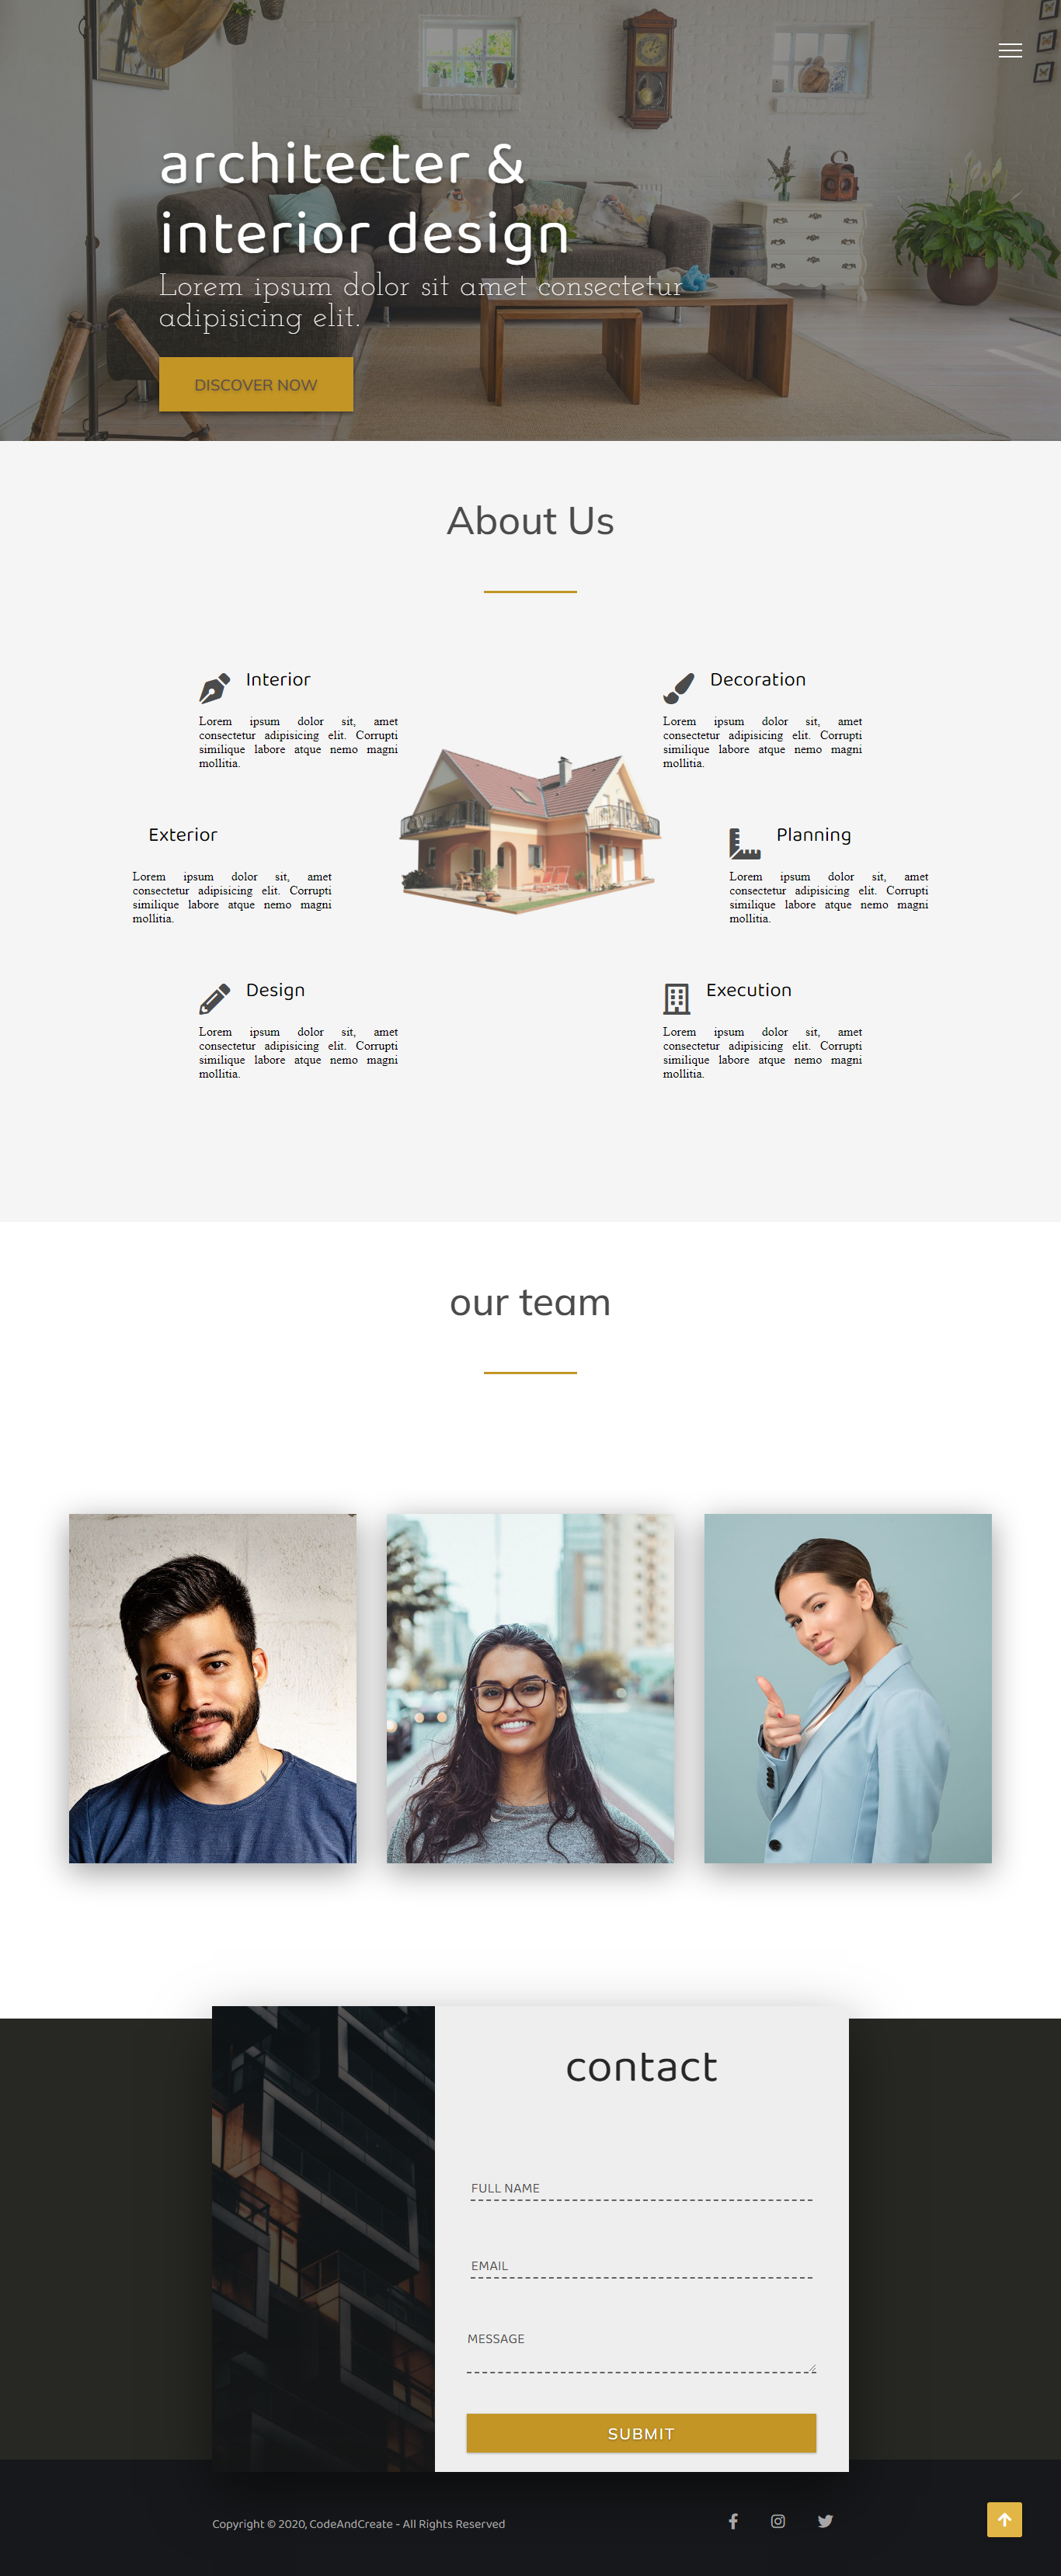 architecter &
interior design
Lorem ipsum dolor sit amet consectetur
adipisicing elit.
DISCOVER NOW
About Us
Interior
Lorem ipsum dolor sit, amet
consectetur adipisicing elit. Corrupti
similique labore atque nemo magni
mollitia.
Decoration
Lorem ipsum dolor sit, amet
consectetur adipisicing elit. Corrupti
similique labore atque nemo magni
mollitia.
Exterior
Lorem ipsum dolor sit, amet
consectetur adipisicing elit. Corrupti
similique labore atque nemo magni
mollitia.
Planning
Lorem ipsum dolor sit, amet
consectetur adipisicing elit. Corrupti
similique labore atque nemo magni
mollitia.
Design
Lorem ipsum dolor sit, amet
consectetur adipisicing elit. Corrupti
similique labore atque nemo magni
mollitia.
Execution
Lorem ipsum dolor sit, amet
consectetur adipisicing elit. Corrupti
similique labore atque nemo magni
mollitia.
our team
contact
FULL NAME
EMAIL
MESSAGE
SUBMIT
Copyright © 2020, CodeAndCreate - All Rights Reserved